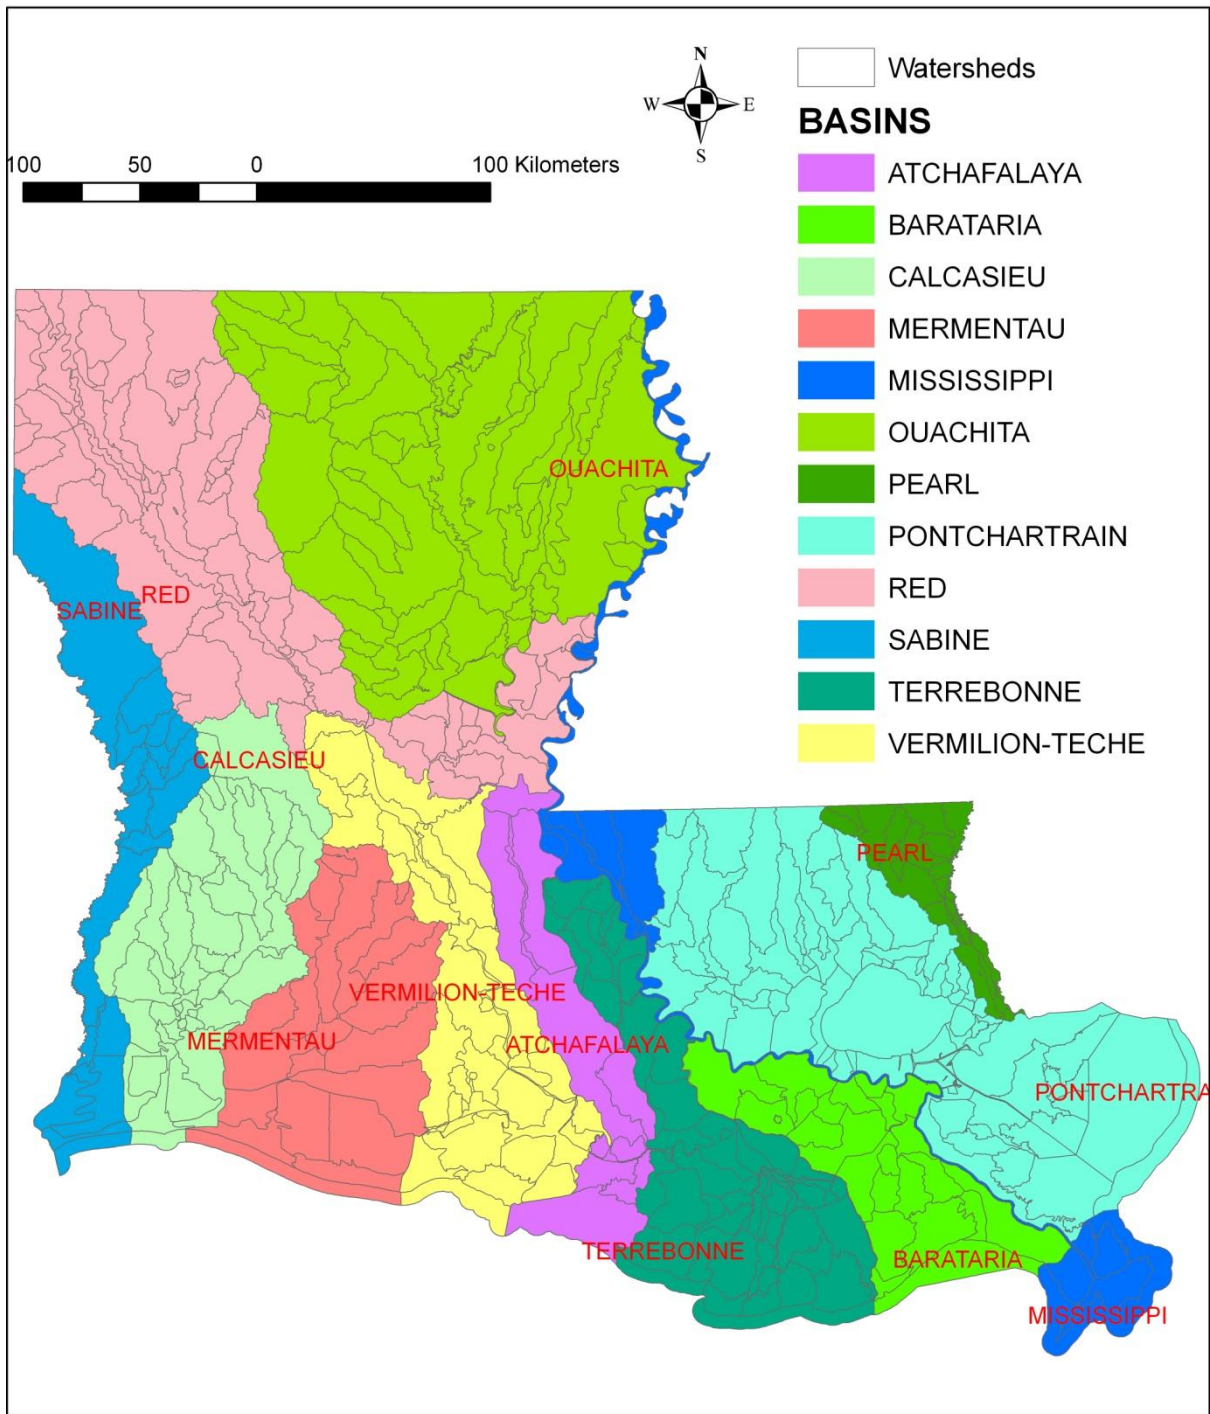 N
W E
S
Watersheds
BASINS
100 50 0 100 Kilometers
ATCHAFALAYA
BARATARIA
CALCASIEU
MERMENTAU
MISSISSIPPI
OUACHITA
PEARL
PONTCHARTRAIN
RED
SABINE
TERREBONNE
VERMILION-TECHE
OUACHITA
RED
SABINE
CALCASIEU
PEARL
VERMILION-TECHE
MERMENTAU
ATCHAFALAYA
PONTCHARTRA
TERREBONNE
BARATARIA
MISSISSIPPI